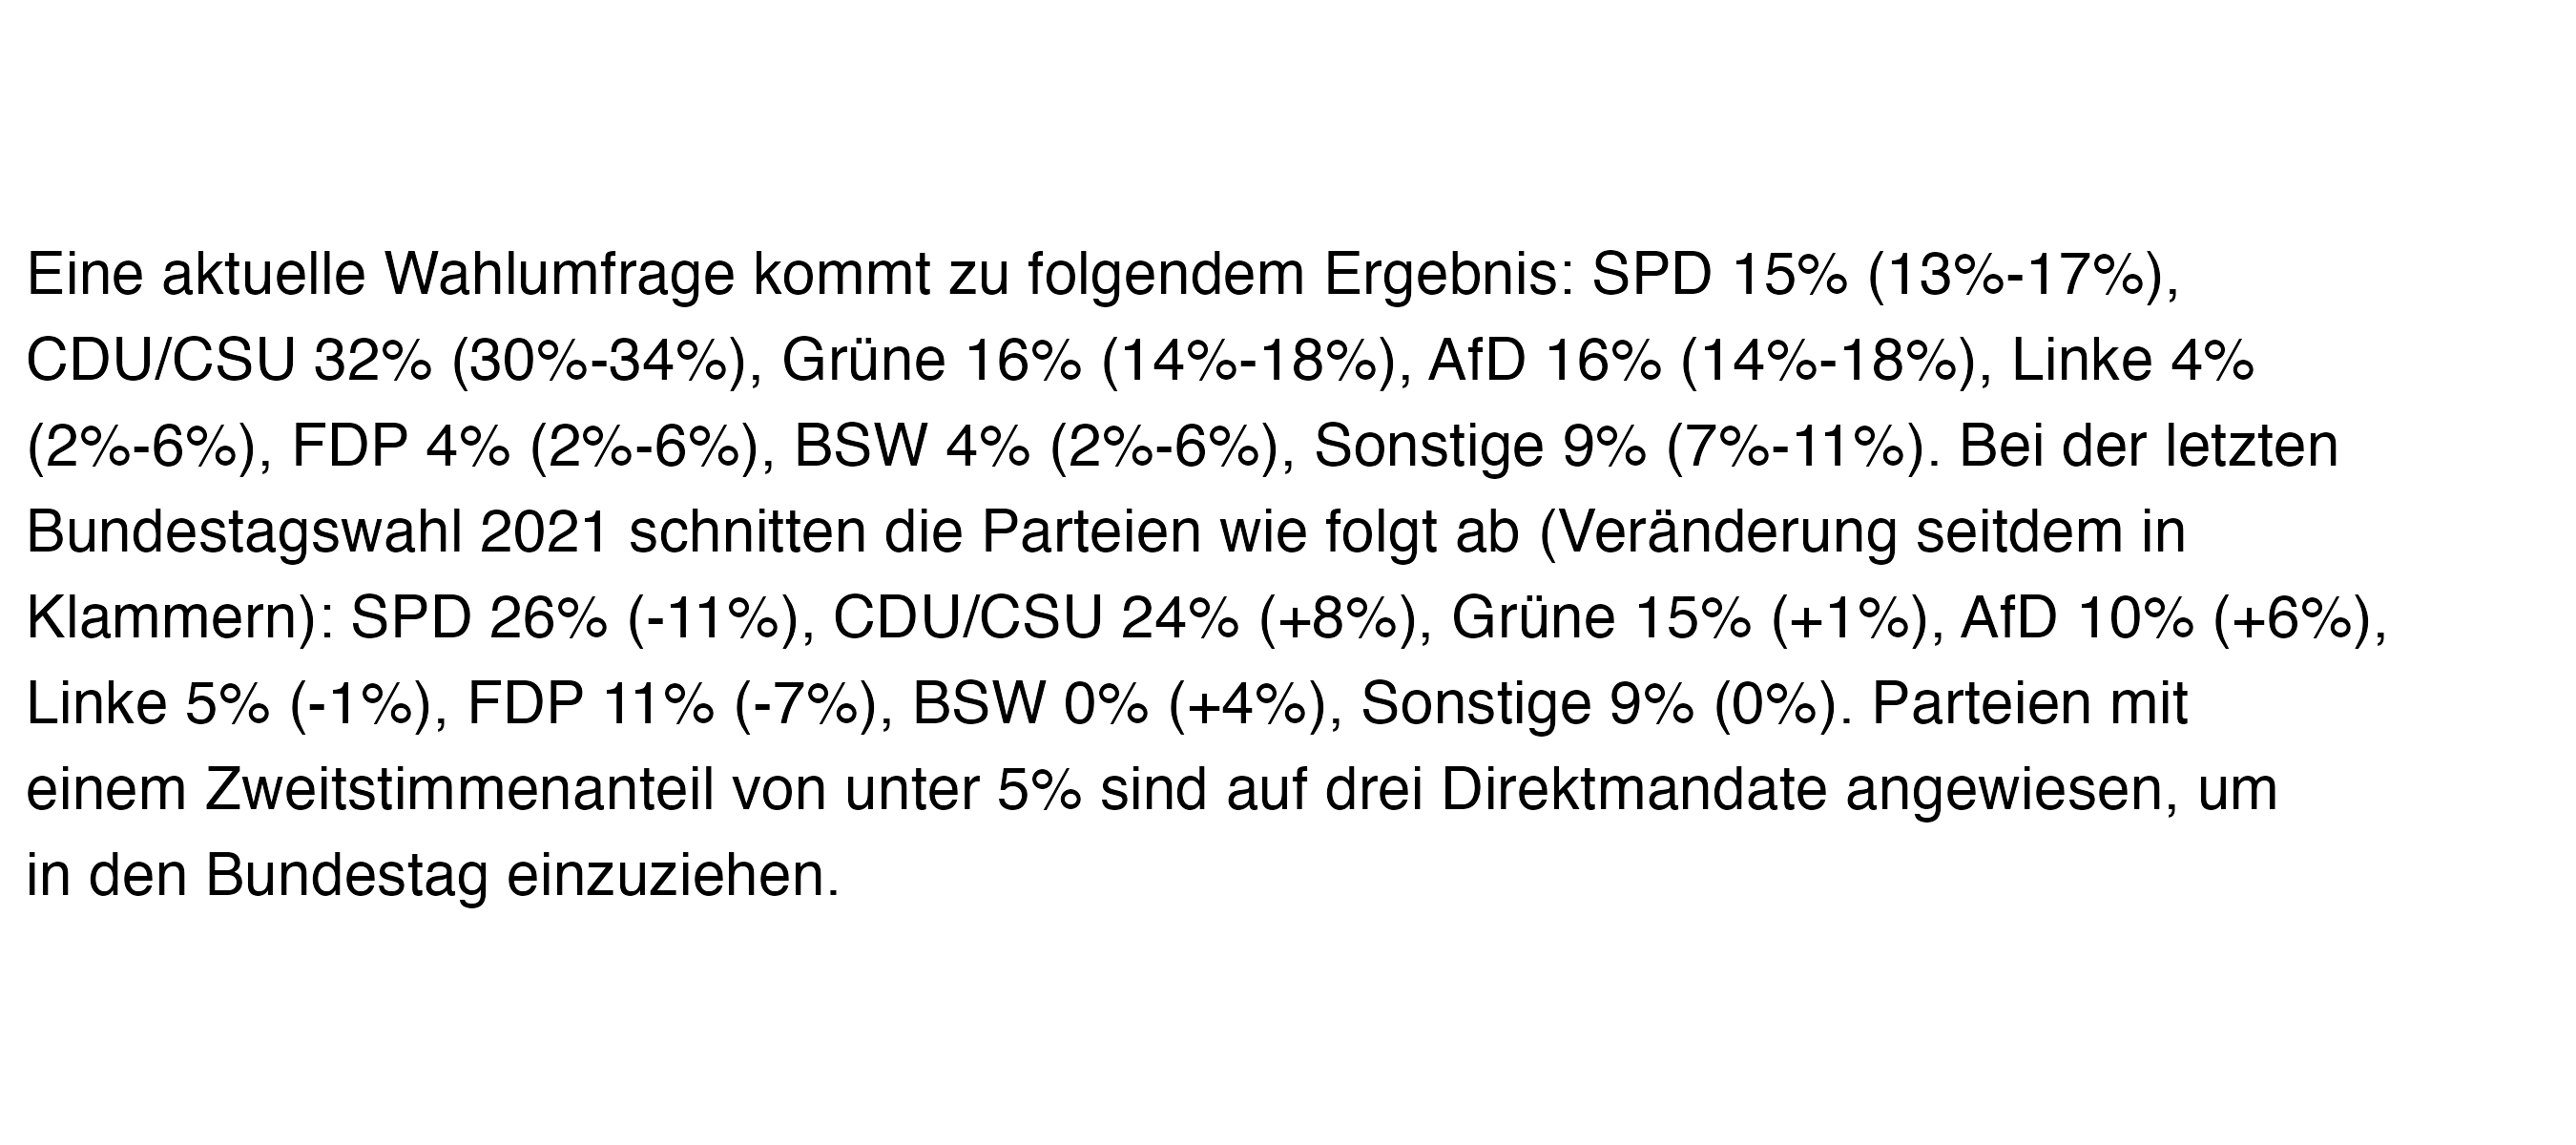 Eine aktuelle Wahlumfrage kommt zu folgendem Ergebnis: SPD 15% (13%-17%),
CDU/CSU 32% (30%-34%), Grüne 16% (14%-18%), AfD 16% (14%-18%), Linke 4%
(2%-6%), FDP 4% (2%-6%), BSW 4% (2%-6%), Sonstige 9% (7%-11%). Bei der letzten
Bundestagswahl 2021 schnitten die Parteien wie folgt ab (Veränderung seitdem in
Klammern): SPD 26% (-11%), CDU/CSU 24% (+8%), Grüne 15% (+1%), AfD 10% (+6%),
Linke 5% (-1%), FDP 11% (-7%), BSW 0% (+4%), Sonstige 9% (0%). Parteien mit
einem Zweitstimmenanteil von unter 5% sind auf drei Direktmandate angewiesen, um
in den Bundestag einzuziehen.